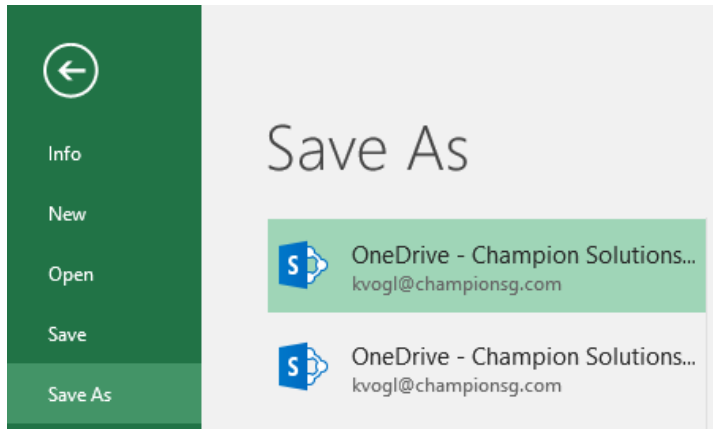 Info
New
Open
Save
Save As
Save As
S
OneDrive - Champion Solutions...
kvogl@championsg.com
S
OneDrive - Champion Solutions...
kvogl@championsg.com